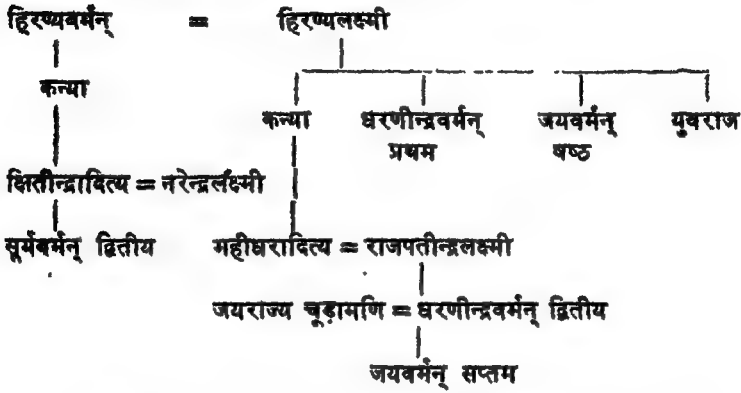 हिरण्यवर्मन् = हिरण्यलक्ष्मी
कन्या
कन्या धरणीन्द्रवर्मन् जयवर्मन् युवराज
प्रथम षष्ठ
क्षितीन्द्रादित्य = नरेन्द्रलक्ष्मी
सूर्यवर्मन् द्वितीय महीधरादित्य = राजपतीन्द्रलक्ष्मी
जयराज्य चूड़ामणि = धरणीन्द्रवर्मन् द्वितीय
जयवर्मन् सप्तम